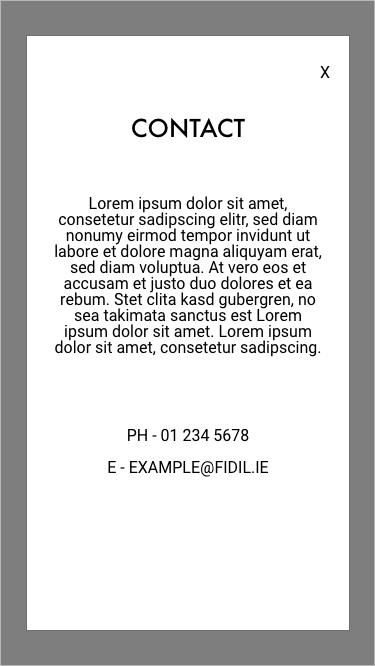 X
CONTACT
Lorem ipsum dolor sit amet,
consetetur sadipscing elitr, sed diam
nonumy eirmod tempor invidunt ut
labore et dolore magna aliquyam erat,
sed diam voluptua. At vero eos et
accusam et justo duo dolores et ea
rebum. Stet clita kasd gubergren, no
sea takimata sanctus est Lorem
ipsum dolor sit amet. Lorem ipsum
dolor sit amet, consetetur sadipscing.
PH - 01 234 5678
E - EXAMPLE@FIDIL.IE